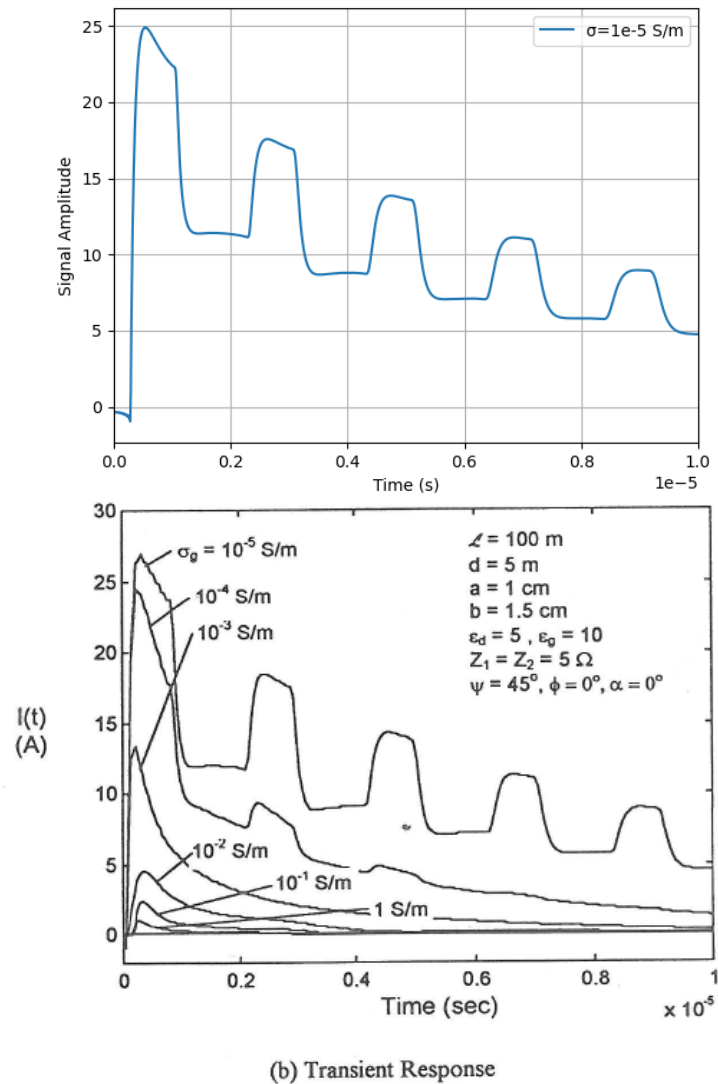 σ=1e-5 S/m
25
20
15
10
5
0
Signal Amplitude
0.0 0.2 0.4 0.6 0.8 1.0
1e−5
Time (s)
30
25
20
15
10
5
0
I(t)
(A)
σg = 10-5 S/m
10-4 S/m
10-3 S/m
10-2 S/m
10-1 S/m
1 S/m
ℒ = 100 m
d = 5 m
a = 1 cm
b = 1.5 cm
εd = 5 , εg = 10
Z1 = Z2 = 5 Ω
ψ = 45°, ϕ = 0°, α = 0°
0 0.2 0.4 0.6 0.8 1
Time (sec)
x 10-5
(b) Transient Response